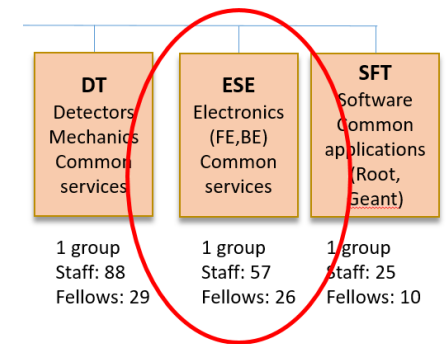 DT
Detectors
Mechanics
Common
services
1 group
Staff: 88
Fellows: 29
ESE
Electronics
(FE,BE)
Common
services
1 group
Staff: 57
Fellows: 26
SFT
Software
Common
applications
(Root,
Geant)
1 group
Staff: 25
Fellows: 10